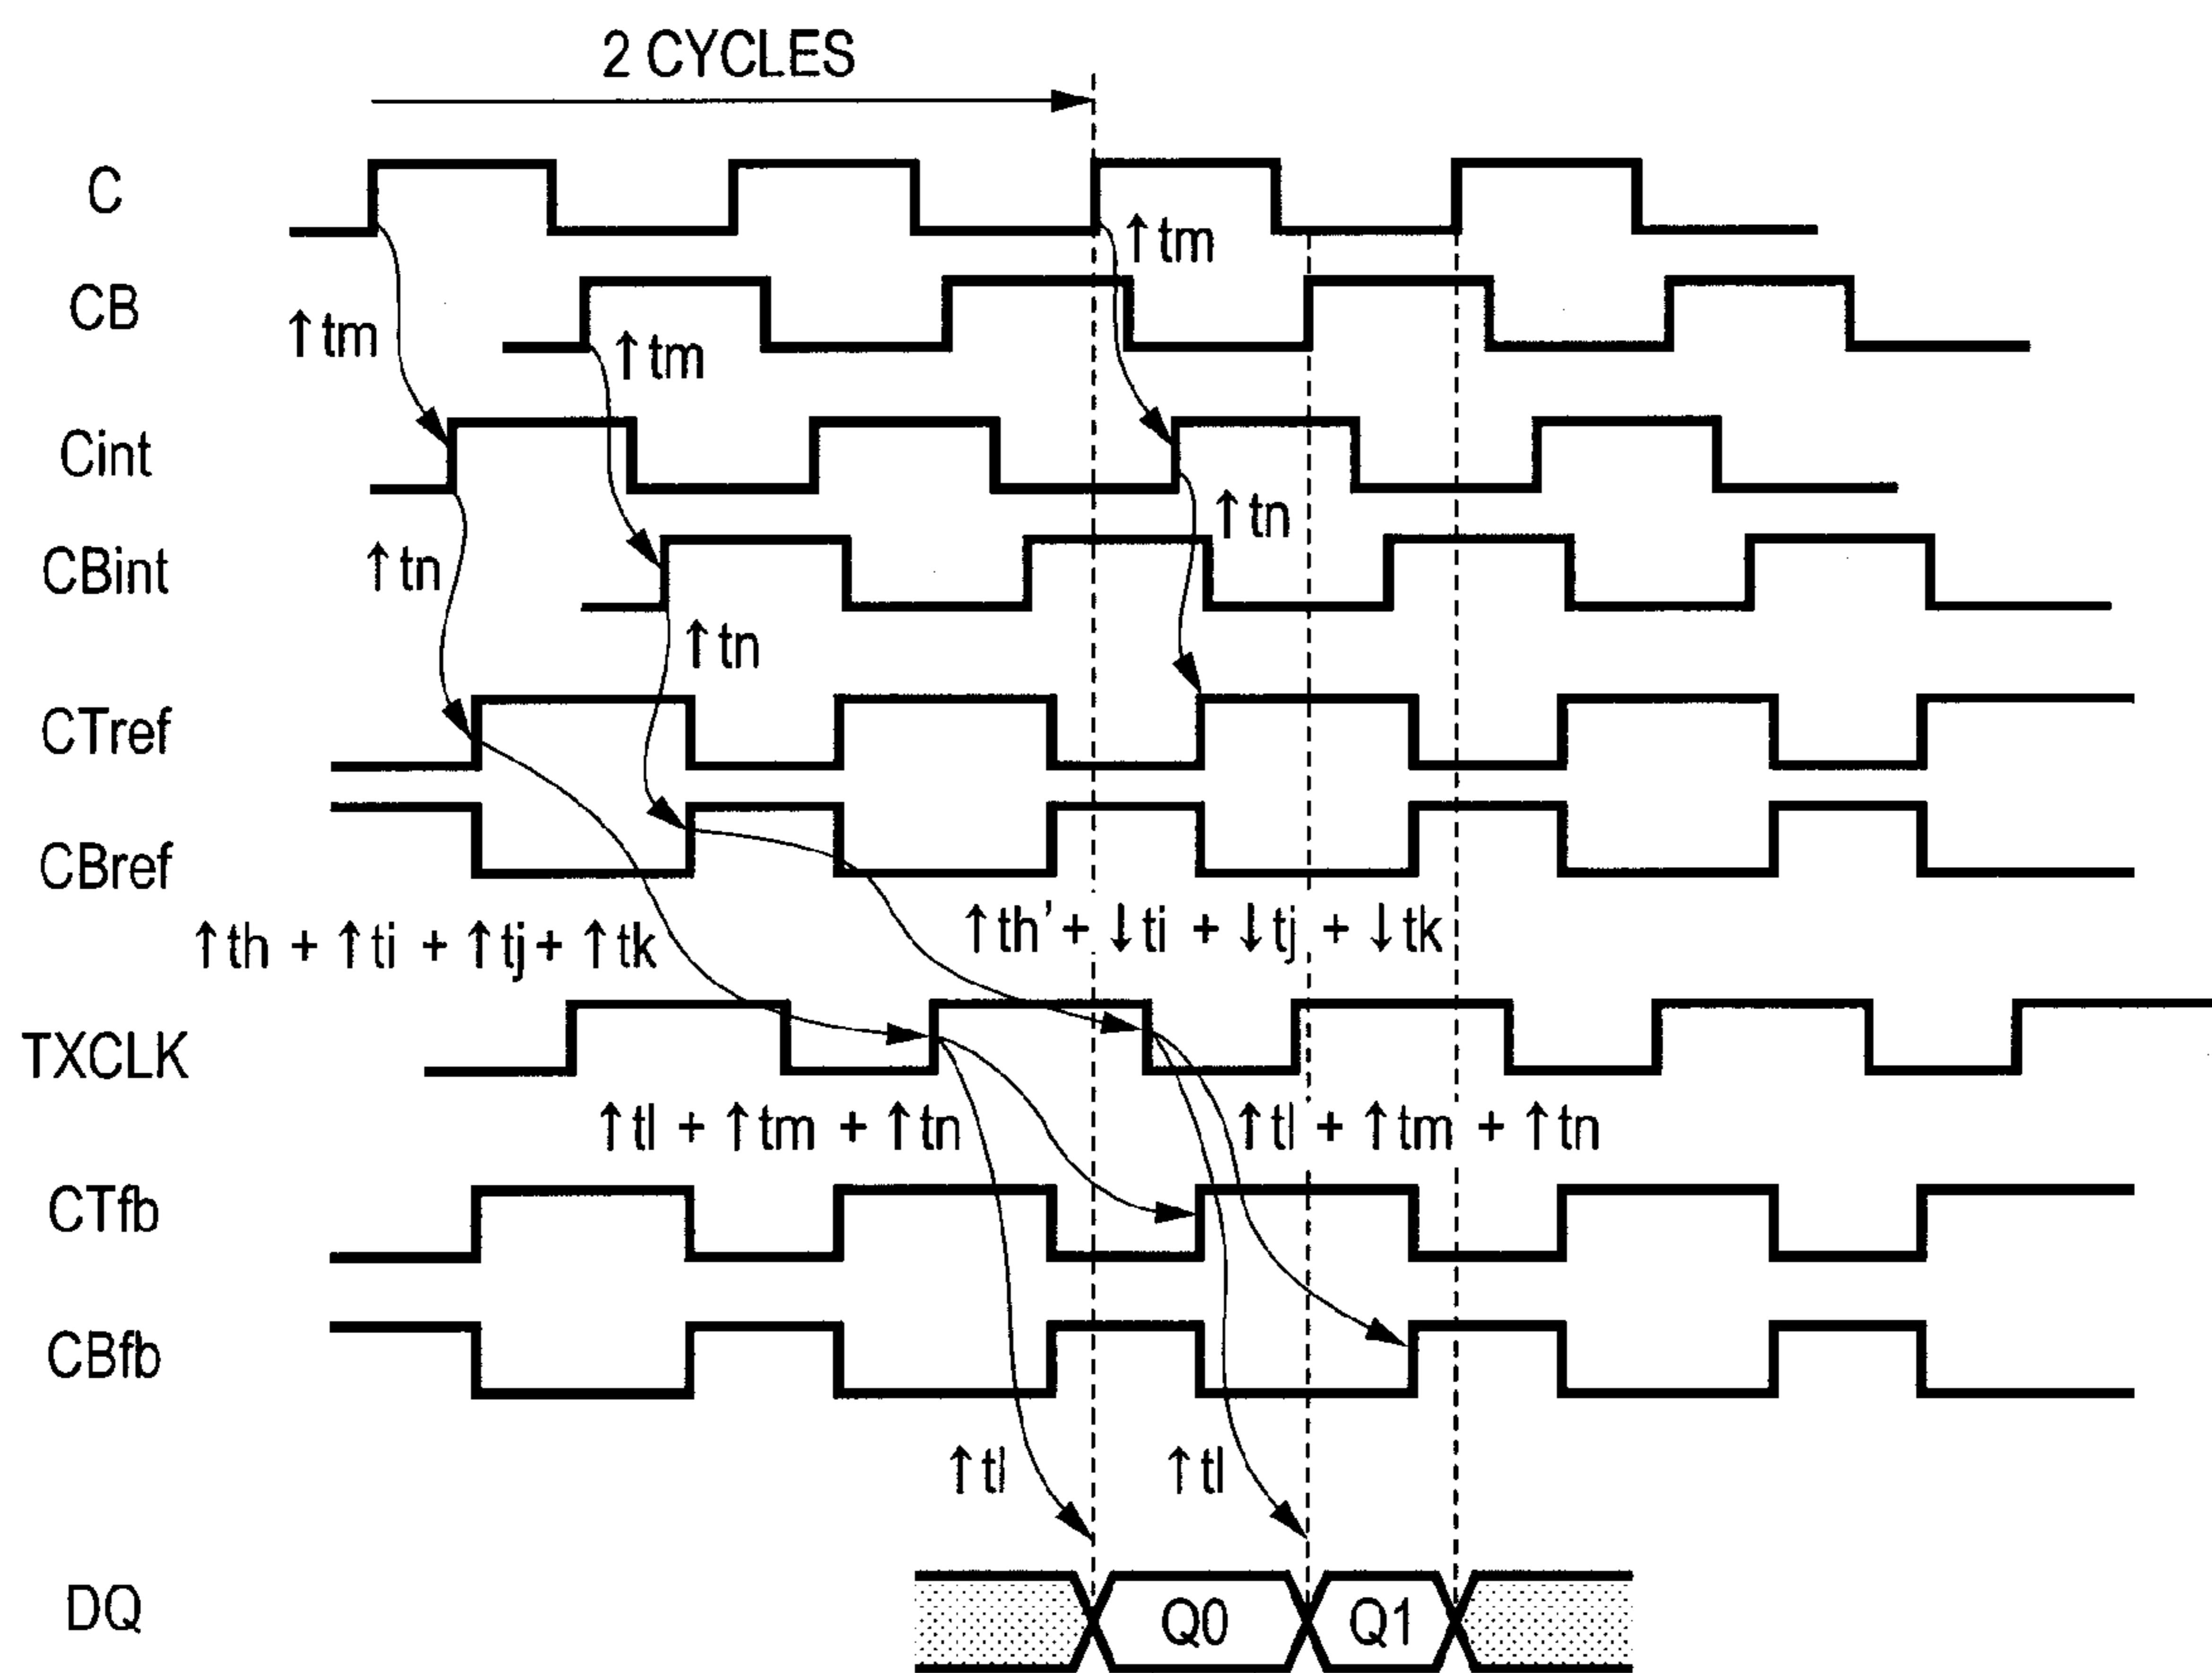 2 CYCLES
C
↑tm
CB
↑tm
↑tm
Cint
↑tn
CBint
↑tn
↑tn
CTref
CBref
↑th + ↑ti + ↑tj + ↑tk
↑th' + ↓ti + ↓tj + ↓tk
TXCLK
↑tl + ↑tm + ↑tn
↑tl + ↑tm + ↑tn
CTfb
CBfb
↑tl
↑tl
DQ
Q0
Q1